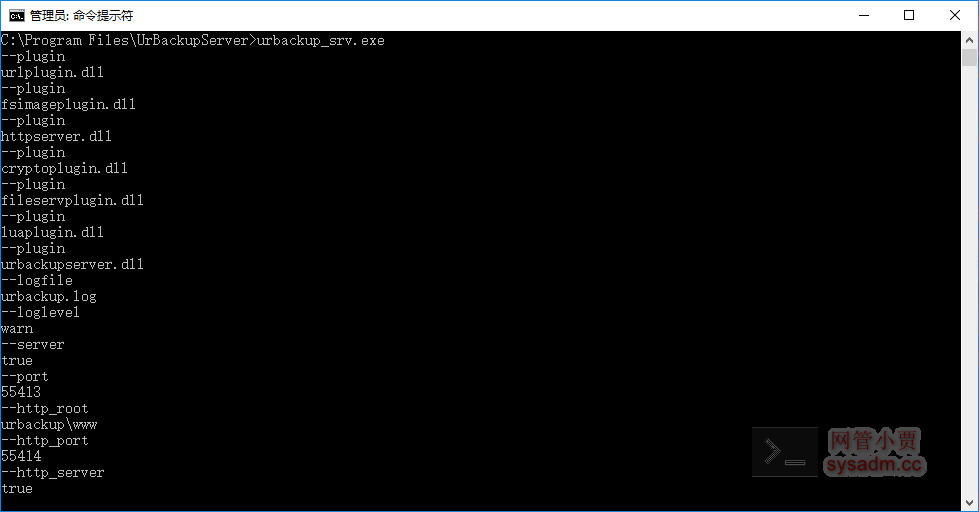 管理员: 命令提示符
C:\Program Files\UrBackupServer>urbackup_srv.exe
--plugin
urlplugin.dll
--plugin
fsimageplugin.dll
--plugin
httpserver.dll
--plugin
cryptoplugin.dll
--plugin
fileservplugin.dll
--plugin
luaplugin.dll
--plugin
urbackupserver.dll
--logfile
urbackup.log
--loglevel
warn
--server
true
--port
55413
--http_root
urbackup\www
--http_port
55414
--http_server
true
网管小贾
sysadm.cc